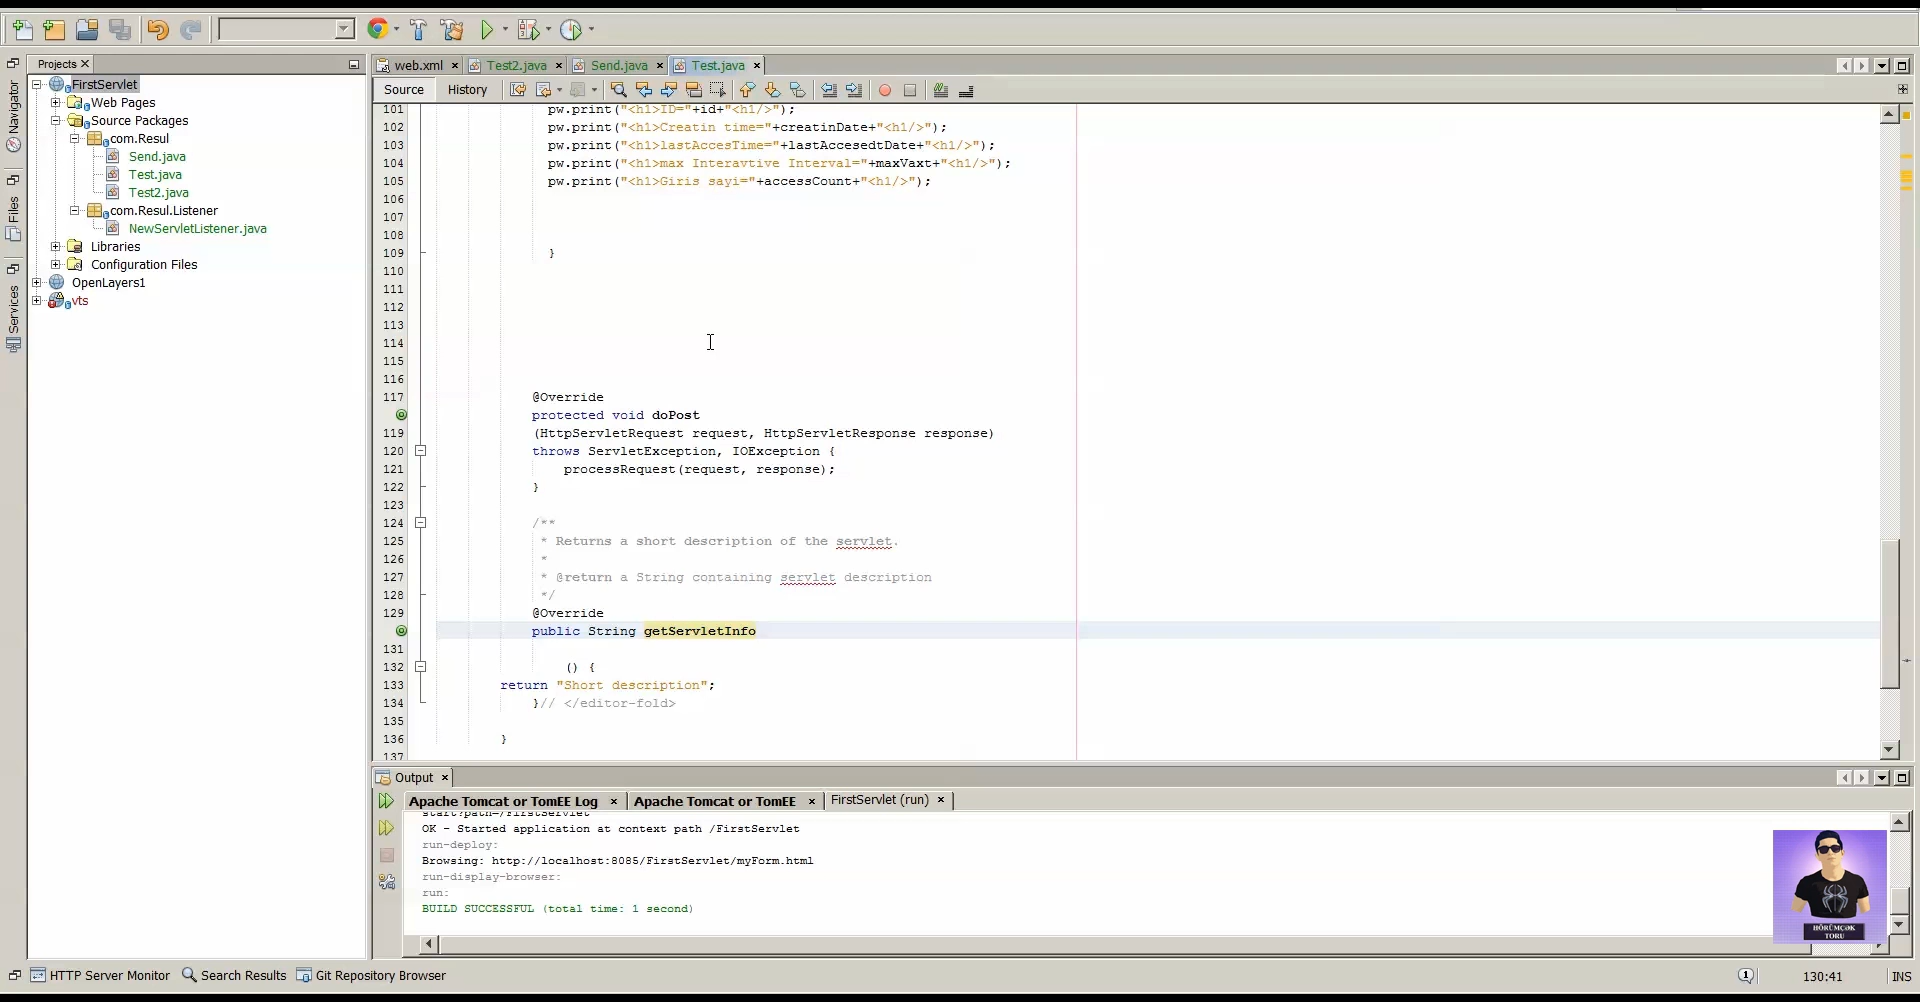 Projects
FirstServlet
Web Pages
Source Packages
com.Resul
Send.java
Test.java
Test2.java
com.Resul.Listener
NewServletListener.java
Libraries
Configuration Files
OpenLayers1
vts
Navigator
Files
Services
web.xml
Test2.java
Send.java
Test.java
Source
History
101 pw.print("<h1>ID="+id+"<h1/>");
102 pw.print("<h1>Creatin time="+creatinDate+"<h1/>");
103 pw.print("<h1>lastAccesTime="+lastAccesedtDate+"<h1/>");
104 pw.print("<h1>max Interavtive Interval="+maxVaxt+"<h1/>");
105 pw.print("<h1>Giris sayi="+accessCount+"<h1/>");
106
107
108
109 }
110
111
112
113
114
115
116
117 @Override
protected void doPost
119 (HttpServletRequest request, HttpServletResponse response)
120 throws ServletException, IOException {
121 processRequest(request, response);
122 }
123
124 /**
125 * Returns a short description of the servlet.
126 *
127 * @return a String containing servlet description
128 */
129 @Override
public String getServletInfo
131
132 () {
133 return "Short description";
134 }// </editor-fold>
135
136 }
137
Output
Apache Tomcat or TomEE Log
Apache Tomcat or TomEE
FirstServlet (run)
start?path=/FirstServlet
OK - Started application at context path /FirstServlet
run-deploy:
Browsing: http://localhost:8085/FirstServlet/myForm.html
run-display-browser:
run:
BUILD SUCCESSFUL (total time: 1 second)
HÖRÜMÇƏK
TORU
HTTP Server Monitor
Search Results
Git Repository Browser
1
130:41
INS